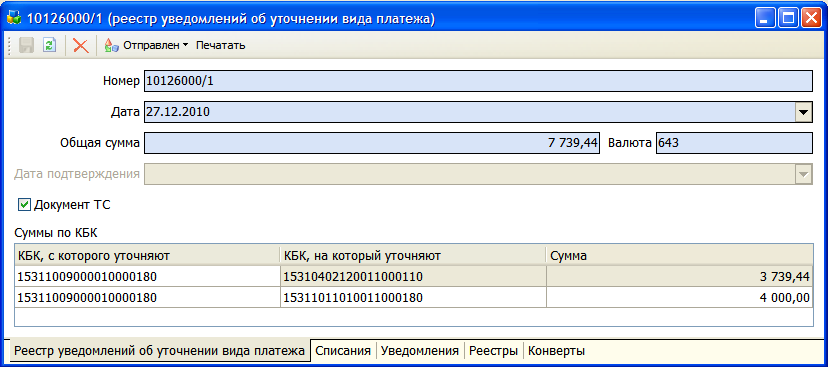 10126000/1 (реестр уведомлений об уточнении вида платежа)
Отправлен Печатать
Номер 10126000/1
Дата 27.12.2010
Общая сумма 7 739,44 Валюта 643
Дата подтверждения
Документ ТС
Суммы по КБК
КБК, с которого уточняют КБК, на который уточняют Сумма
15311009000010000180 15310402120011000110 3 739,44
15311009000010000180 15311011010011000180 4 000,00
Реестр уведомлений об уточнении вида платежа Списания Уведомления Реестры Конверты